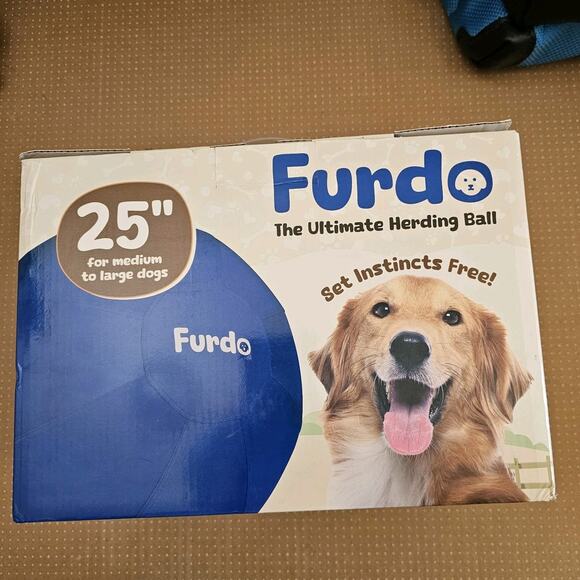 Furdo
The Ultimate Herding Ball
25"
for medium
to large dogs
Set Instincts Free!
Furdo